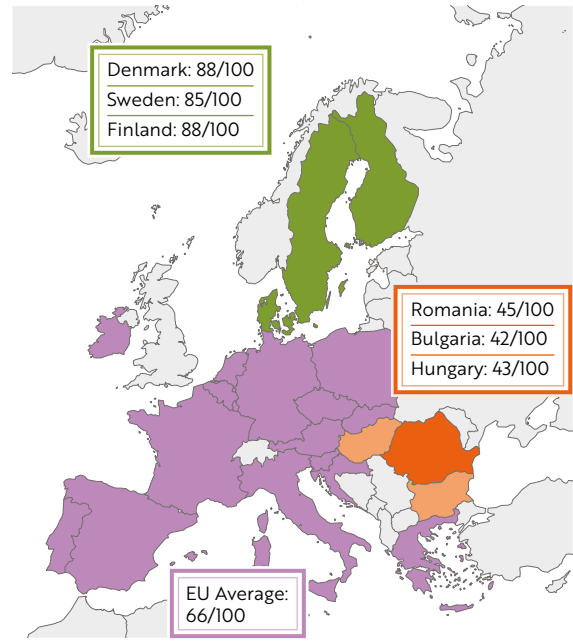 Denmark: 88/100
Sweden: 85/100
Finland: 88/100
Romania: 45/100
Bulgaria: 42/100
Hungary: 43/100
EU Average:
66/100